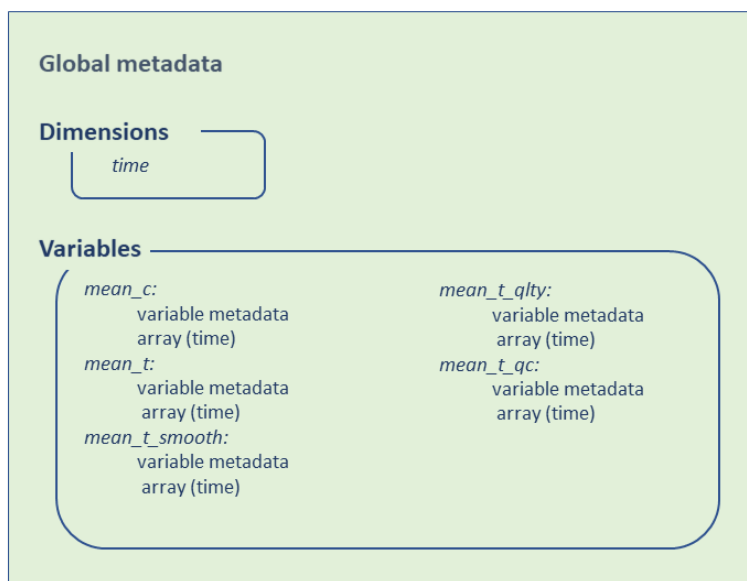 Global metadata
Dimensions
time
Variables
mean_c:
variable metadata
array (time)
mean_t:
variable metadata
array (time)
mean_t_smooth:
variable metadata
array (time)
mean_t_qlty:
variable metadata
array (time)
mean_t_qc:
variable metadata
array (time)